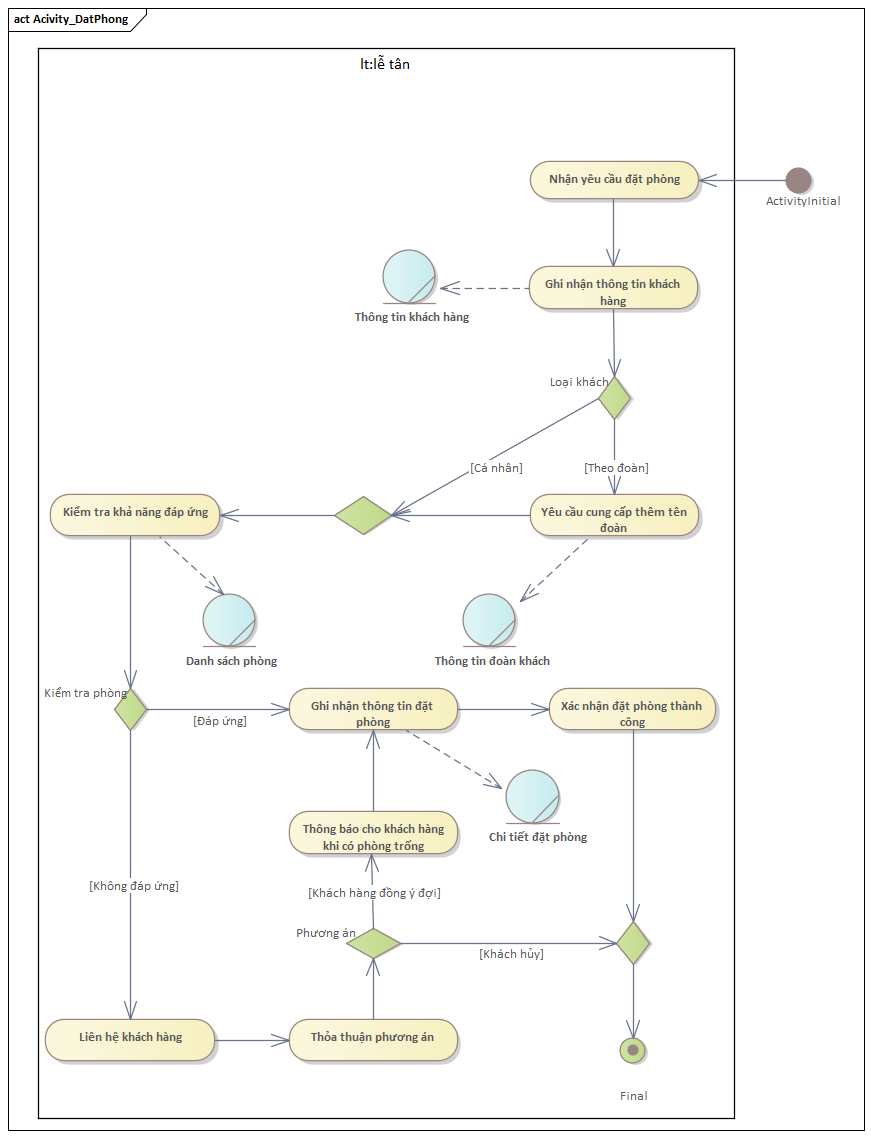 act Acivity_DatPhong
lt:lễ tân
Nhận yêu cầu đặt phòng
ActivityInitial
Ghi nhận thông tin khách
hàng
Thông tin khách hàng
Loại khách
[Cá nhân]
[Theo đoàn]
Kiểm tra khả năng đáp ứng
Yêu cầu cung cấp thêm tên
đoàn
Danh sách phòng
Thông tin đoàn khách
Kiểm tra phòng
[Đáp ứng]
Ghi nhận thông tin đặt
phòng
Xác nhận đặt phòng thành
công
Chi tiết đặt phòng
Thông báo cho khách hàng
khi có phòng trống
[Không đáp ứng]
[Khách hàng đồng ý đợi]
Phương án
[Khách hủy]
Liên hệ khách hàng
Thỏa thuận phương án
Final